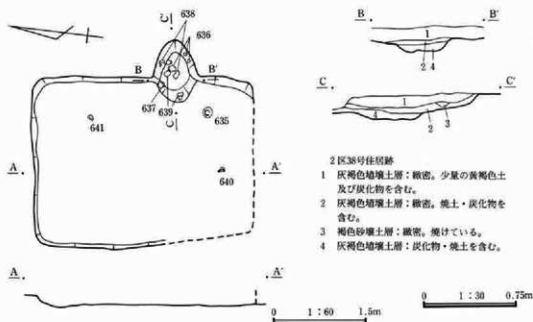 C'
638
636
B
B'
637
639
C
635
641
640
A
A'
A
A'
0 1:60 1.5m
B
B'
1
2 4
C
C'
1
4
2 3
2区38号住居跡
1 灰褐色埴壌土層：緻密。少量の黄褐色土
及び炭化物を含む。
2 灰褐色埴壌土層：緻密。焼土・炭化物を
含む。
3 褐色砂壌土層：緻密。焼けている。
4 灰褐色埴壌土層：炭化物・焼土を含む。
0 1:30 0.75m